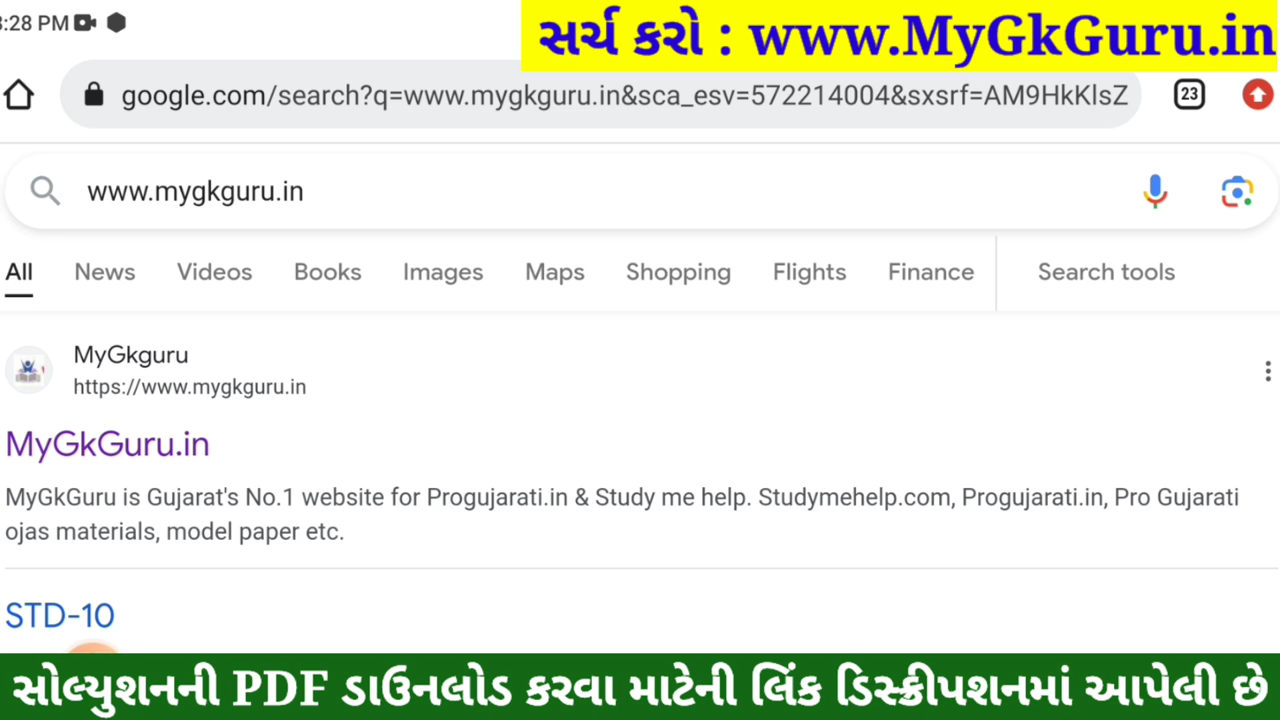 :28 PM
સર્ચ કરો : www.MyGkGuru.in
google.com/search?q=www.mygkguru.in&sca_esv=572214004&sxsrf=AM9HkKlsZ
23
www.mygkguru.in
All News Videos Books Images Maps Shopping Flights Finance Search tools
MyGkguru
https://www.mygkguru.in
MyGkGuru.in
MyGkGuru is Gujarat's No.1 website for Progujarati.in & Study me help. Studymehelp.com, Progujarati.in, Pro Gujarati
ojas materials, model paper etc.
STD-10
સોલ્યુશનની PDF ડાઉનલોડ કરવા માટેની લિંક ડિસ્ક્રીપશનમાં આપેલી છે